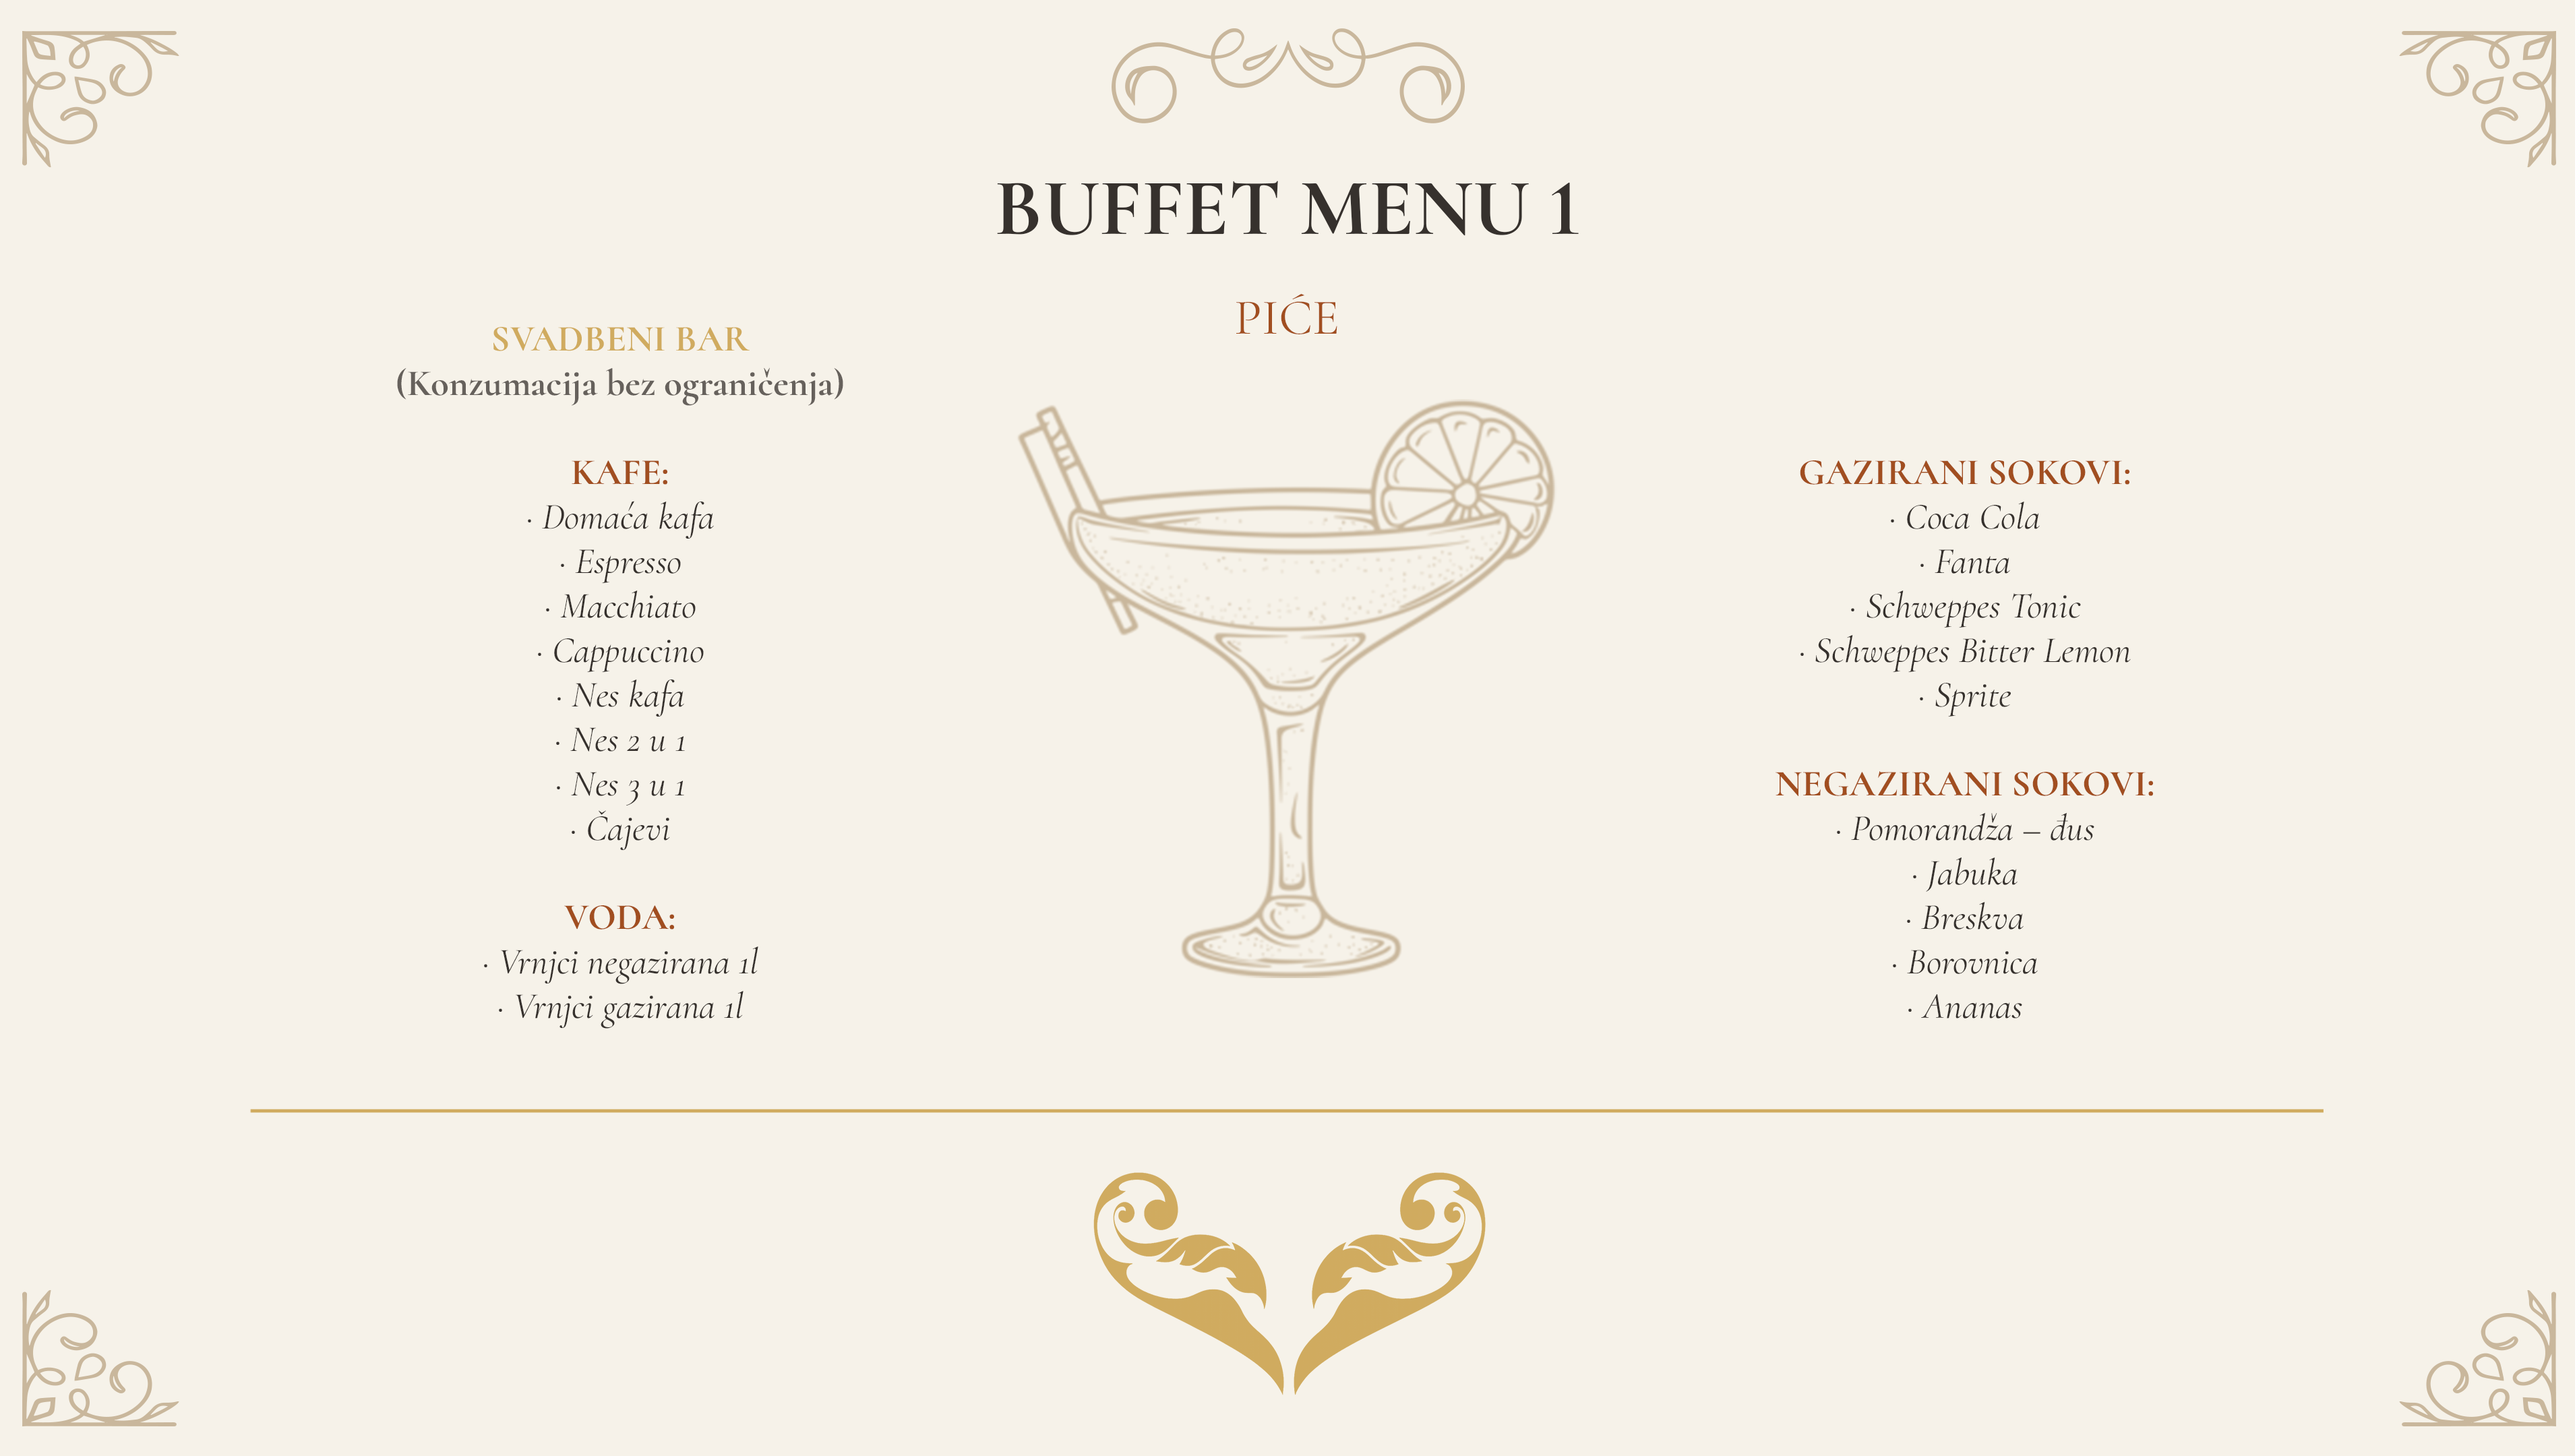 BUFFET MENU 1
PIĆE
SVADBENI BAR
(Konzumacija bez ograničenja)
KAFE:
· Domaća kafa
· Espresso
· Macchiato
· Cappuccino
· Nes kafa
· Nes 2 u 1
· Nes 3 u 1
· Čajevi
VODA:
· Vrnjci negazirana 1l
· Vrnjci gazirana 1l
GAZIRANI SOKOVI:
· Coca Cola
· Fanta
· Schweppes Tonic
· Schweppes Bitter Lemon
· Sprite
NEGAZIRANI SOKOVI:
· Pomorandža – đus
· Jabuka
· Breskva
· Borovnica
· Ananas